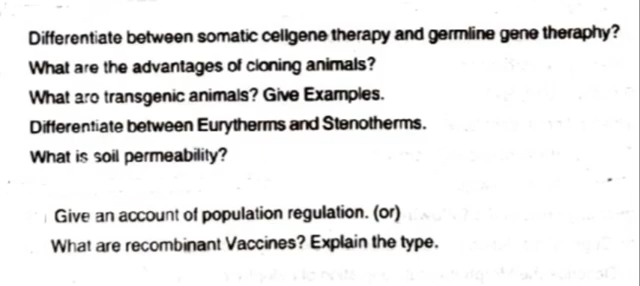 Differentiate between somatic cellgene therapy and germline gene theraphy?
What are the advantages of cloning animals?
What are transgenic animals? Give Examples.
Differentiate between Eurytherms and Stenotherms.
What is soil permeability?
Give an account of population regulation. (or)
What are recombinant Vaccines? Explain the type.